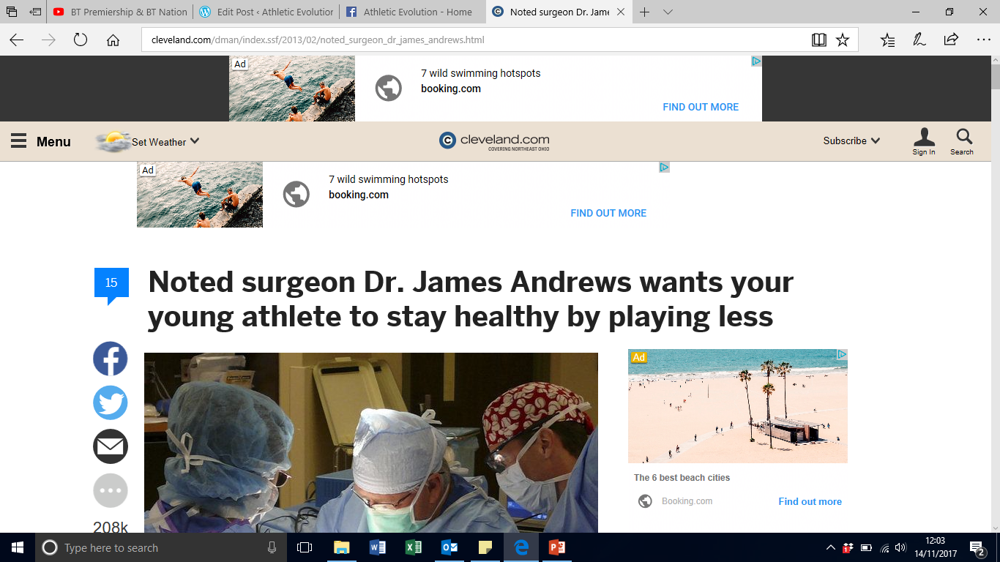 BT Premiership & BT Nation
Edit Post ‹ Athletic Evolution
Athletic Evolution - Home
Noted surgeon Dr. Jame
cleveland.com/dman/index.ssf/2013/02/noted_surgeon_dr_james_andrews.html
Ad
7 wild swimming hotspots
booking.com
FIND OUT MORE
Menu
Set Weather
cleveland.com
COVERING NORTHEAST OHIO
Subscribe
Sign In
Search
Ad
7 wild swimming hotspots
booking.com
FIND OUT MORE
15
Noted surgeon Dr. James Andrews wants your
young athlete to stay healthy by playing less
Ad
The 6 best beach cities
Booking.com
Find out more
208k
Type here to search
12:03
14/11/2017
2